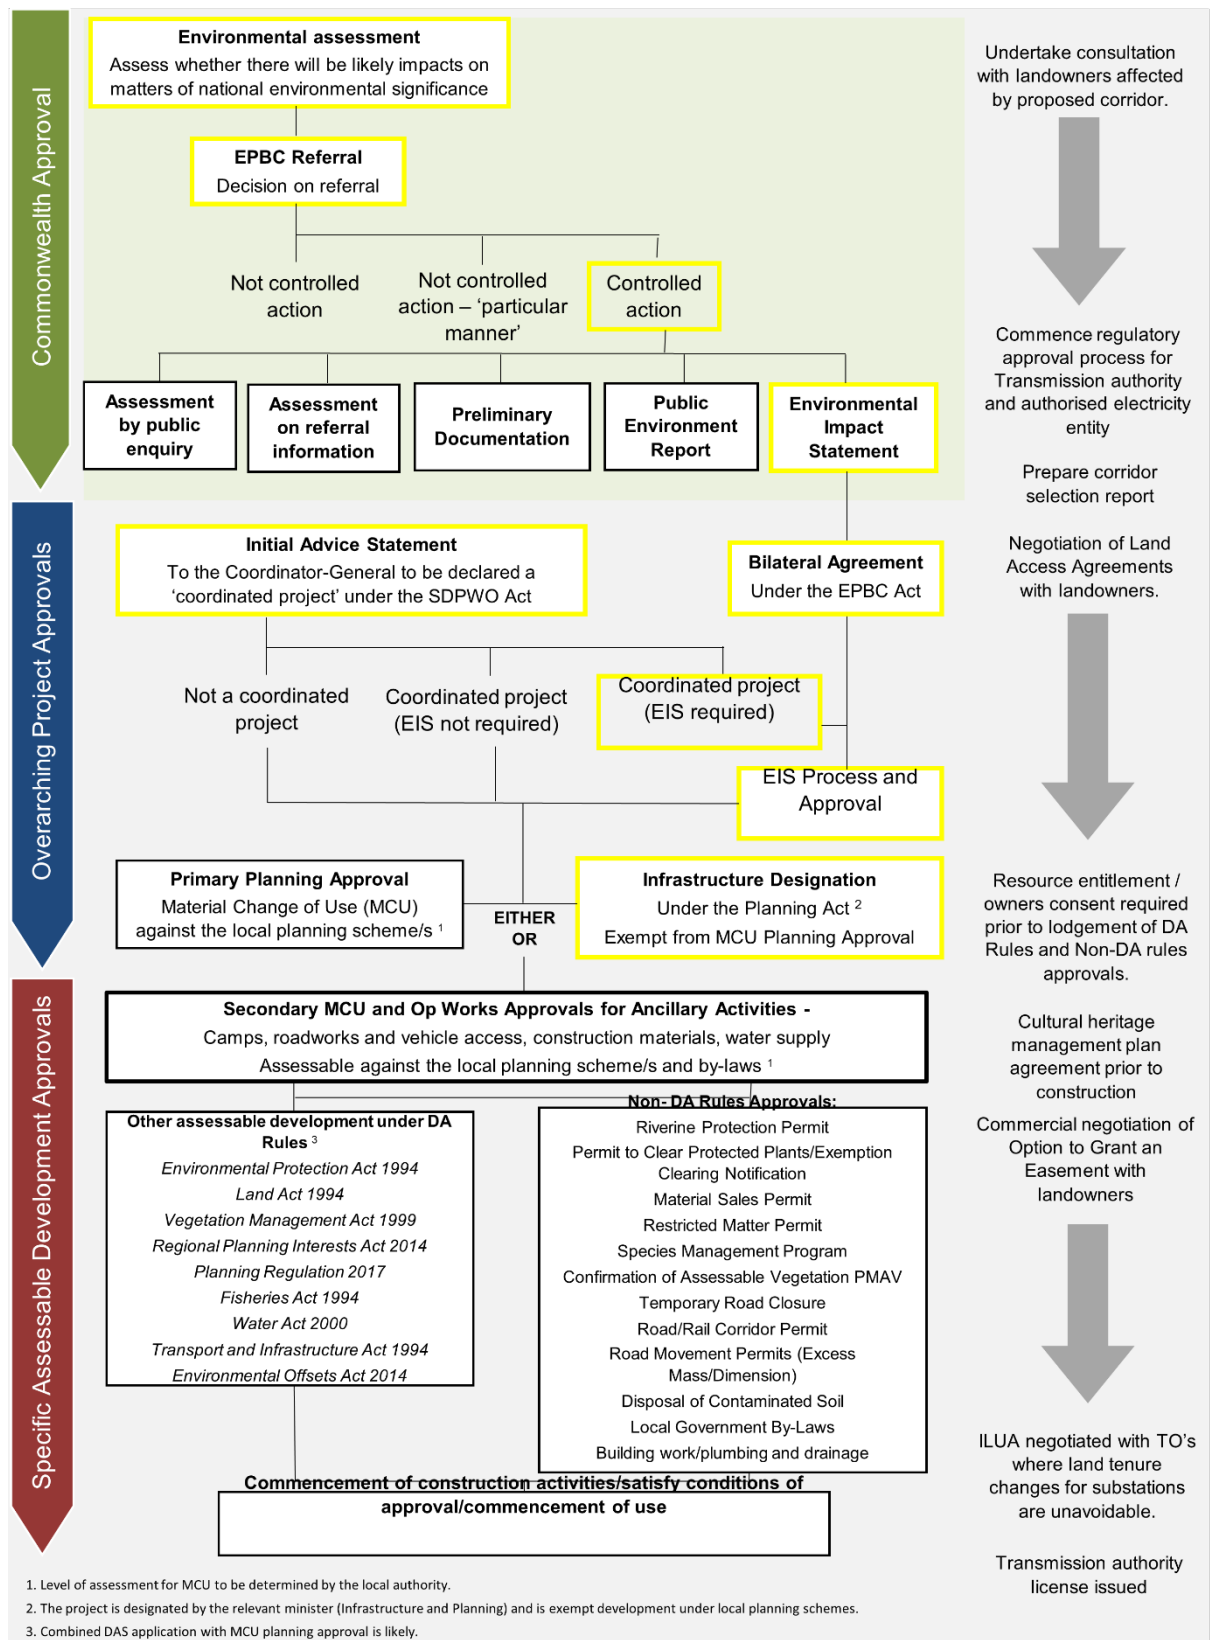 Commonwealth Approval
Environmental assessment
Assess whether there will be likely impacts on
matters of national environmental significance
EPBC Referral
Decision on referral
Not controlled
action
Not controlled
action – ‘particular
manner’
Controlled
action
Assessment
by public
enquiry
Assessment
on referral
information
Preliminary
Documentation
Public
Environment
Report
Environmental
Impact
Statement
Overarching Project Approvals
Initial Advice Statement
To the Coordinator-General to be declared a
‘coordinated project’ under the SDPWO Act
Bilateral Agreement
Under the EPBC Act
Not a coordinated
project
Coordinated project
(EIS not required)
Coordinated project
(EIS required)
EIS Process and
Approval
Primary Planning Approval
Material Change of Use (MCU)
against the local planning scheme/s 1
EITHER
OR
Infrastructure Designation
Under the Planning Act 2
Exempt from MCU Planning Approval
Specific Assessable Development Approvals
Secondary MCU and Op Works Approvals for Ancillary Activities -
Camps, roadworks and vehicle access, construction materials, water supply
Assessable against the local planning scheme/s and by-laws 1
Other assessable development under DA
Rules 3
Environmental Protection Act 1994
Land Act 1994
Vegetation Management Act 1999
Regional Planning Interests Act 2014
Planning Regulation 2017
Fisheries Act 1994
Water Act 2000
Transport and Infrastructure Act 1994
Environmental Offsets Act 2014
Non- DA Rules Approvals:
Riverine Protection Permit
Permit to Clear Protected Plants/Exemption
Clearing Notification
Material Sales Permit
Restricted Matter Permit
Species Management Program
Confirmation of Assessable Vegetation PMAV
Temporary Road Closure
Road/Rail Corridor Permit
Road Movement Permits (Excess
Mass/Dimension)
Disposal of Contaminated Soil
Local Government By-Laws
Building work/plumbing and drainage
Commencement of construction activities/satisfy conditions of
approval/commencement of use
Undertake consultation
with landowners affected
by proposed corridor.
Commence regulatory
approval process for
Transmission authority
and authorised electricity
entity
Prepare corridor
selection report
Negotiation of Land
Access Agreements
with landowners.
Resource entitlement /
owners consent required
prior to lodgement of DA
Rules and Non-DA rules
approvals.
Cultural heritage
management plan
agreement prior to
construction
Commercial negotiation of
Option to Grant an
Easement with
landowners
ILUA negotiated with TO’s
where land tenure
changes for substations
are unavoidable.
Transmission authority
license issued
1. Level of assessment for MCU to be determined by the local authority.
2. The project is designated by the relevant minister (Infrastructure and Planning) and is exempt development under local planning schemes.
3. Combined DAS application with MCU planning approval is likely.